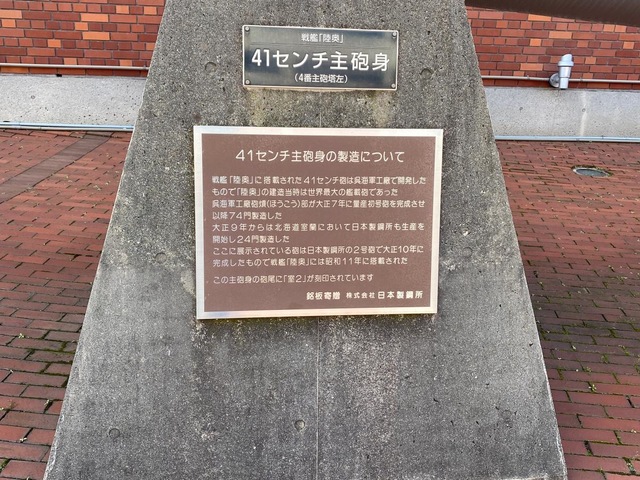 戦艦「陸奥」
41センチ主砲身
(4番主砲塔左)
41センチ主砲身の製造について
戦艦「陸奥」に搭載された41センチ砲は呉海軍工廠で開発した
もので「陸奥」の建造当時は世界最大の艦載砲であった
呉海軍工廠砲熕(ほうこう)部が大正7年に量産初号砲を完成させ
以降74門製造した
大正9年からは北海道室蘭において日本製鋼所も生産を
開始し24門製造した
ここに展示されている砲は日本製鋼所の2号砲で大正10年に
完成したもので戦艦「陸奥」には昭和11年に搭載された
この主砲身の砲尾に「室2」が刻印されています
銘板寄贈 株式会社日本製鋼所